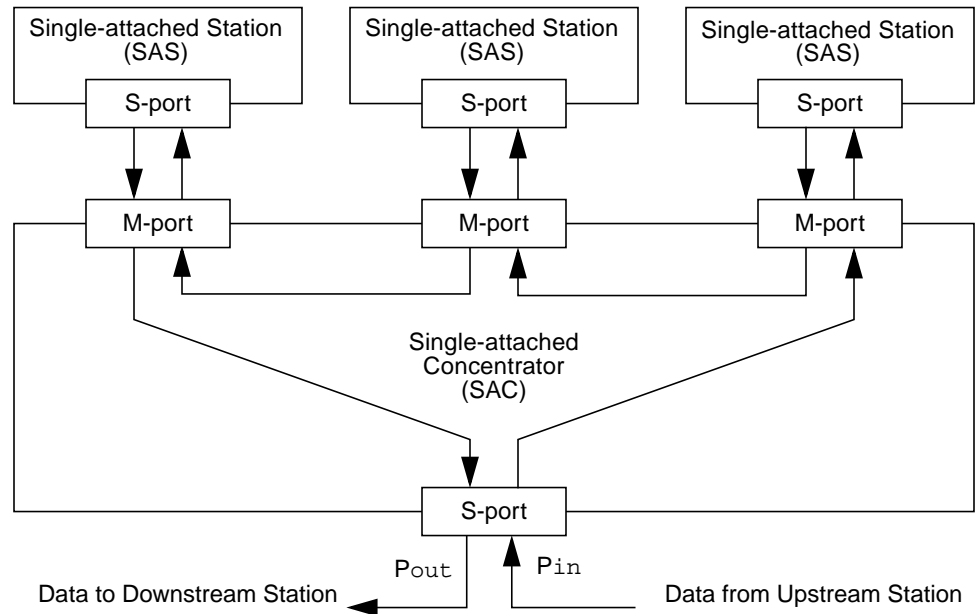 Single-attached Station
(SAS)
Single-attached Station
(SAS)
Single-attached Station
(SAS)
S-port
S-port
S-port
M-port
M-port
M-port
Single-attached
Concentrator
(SAC)
S-port
Pout
Pin
Data to Downstream Station
Data from Upstream Station